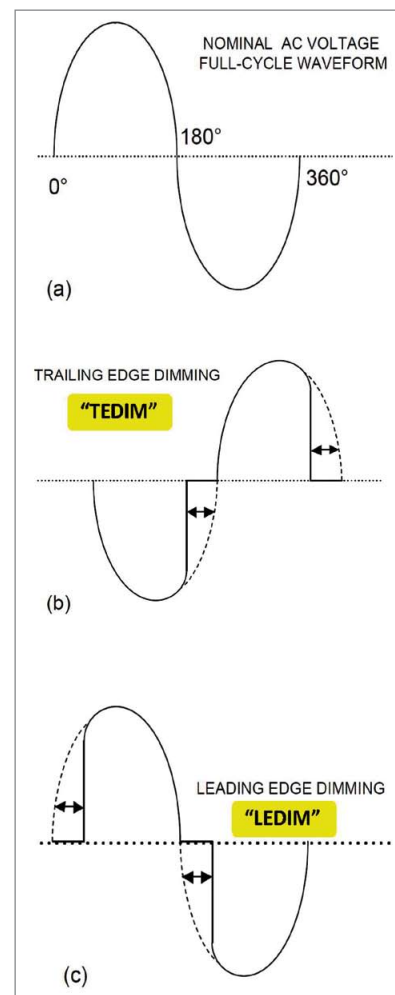 NOMINAL AC VOLTAGE
FULL-CYCLE WAVEFORM
180°
0°
360°
(a)
TRAILING EDGE DIMMING
“TEDIM”
(b)
LEADING EDGE DIMMING
“LEDIM”
(c)